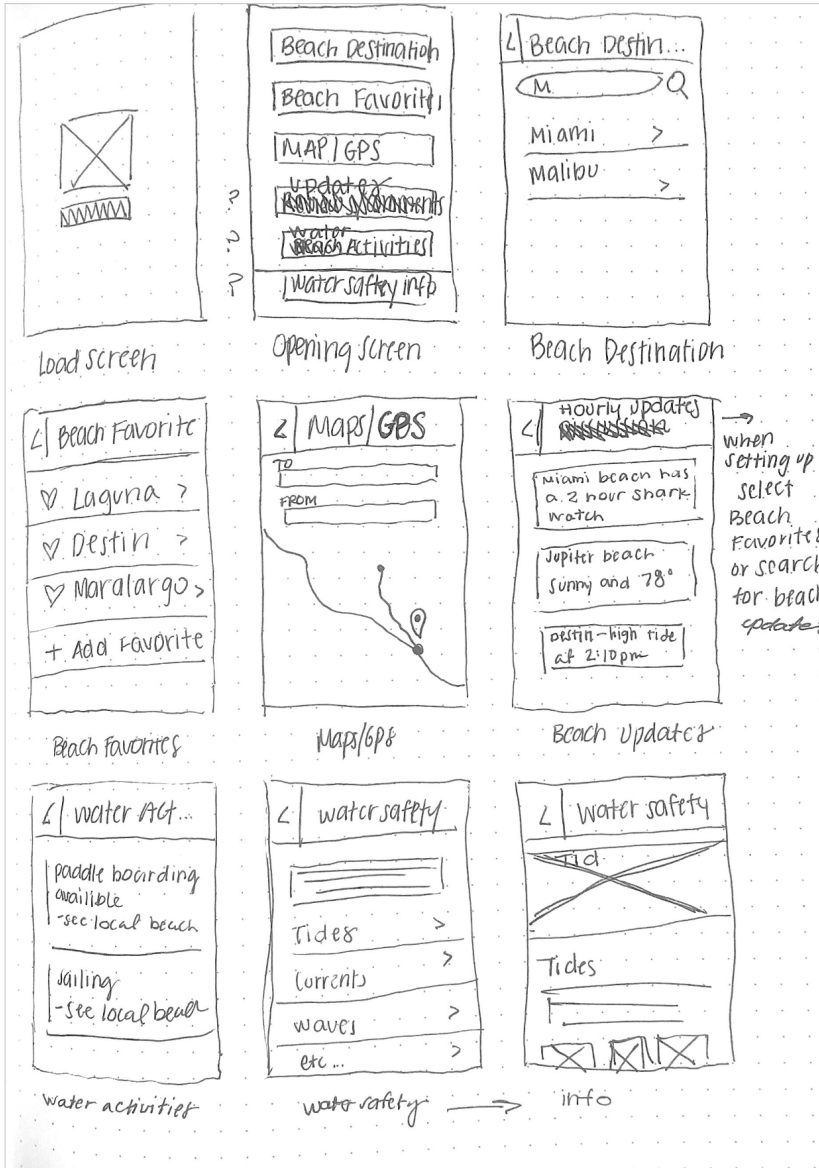 Beach Destination
Beach Favorite
MAP/GPS
updates
?
water
? Beach Activities
? water saftey info
< Beach Destin...
M
Miami >
Malibu >
Load screen
Opening screen
Beach Destination
< Beach Favorite
♡ Laguna >
♡ Destin >
♡ Maralargo >
+ Add Favorite
< Maps/GPS
TO
FROM
< Hourly updates
Miami beach has
a 2 hour shark
watch
Jupiter beach
sunny and 78°
Destin-high tide
at 2:10pm
→
when
setting up
select
Beach
Favorites
or search
for beach
updates
Beach Favorites
Maps/GPS
Beach Updates
< water Act...
paddle boarding
availible
-see local beach
sailing
-see local beach
< water safety
Tides >
Currents >
waves >
etc... >
< Water safety
Tid
Tides
water activities
water safety →
info